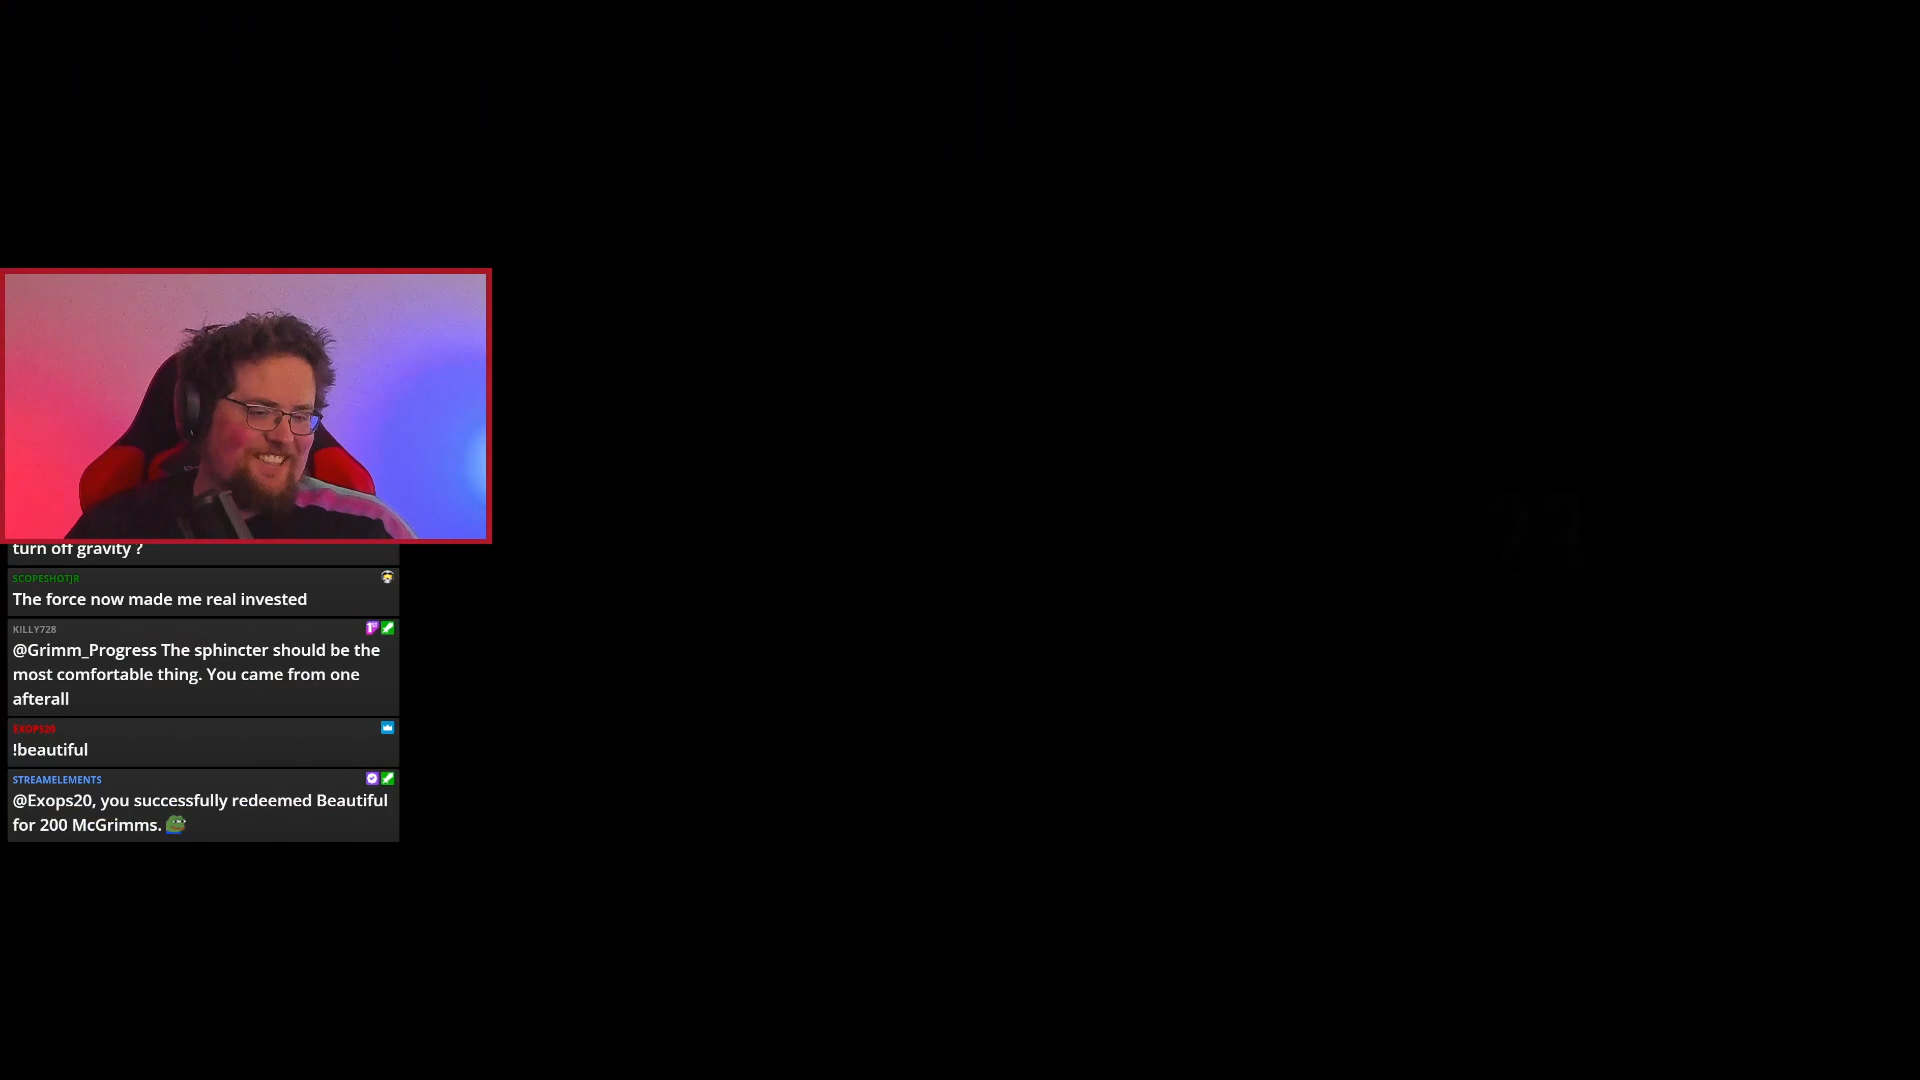 turn off gravity ?
SCOPESHOTJR
The force now made me real invested
KILLY728
@Grimm_Progress The sphincter should be the
most comfortable thing. You came from one
afterall
EXOPS20
!beautiful
STREAMELEMENTS
@Exops20, you successfully redeemed Beautiful
for 200 McGrimms.